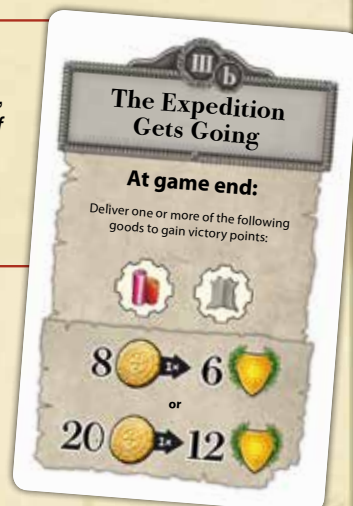 f
III b
The Expedition
Gets Going
At game end:
Deliver one or more of the following
goods to gain victory points:
8 1x 6
or
20 1x 12